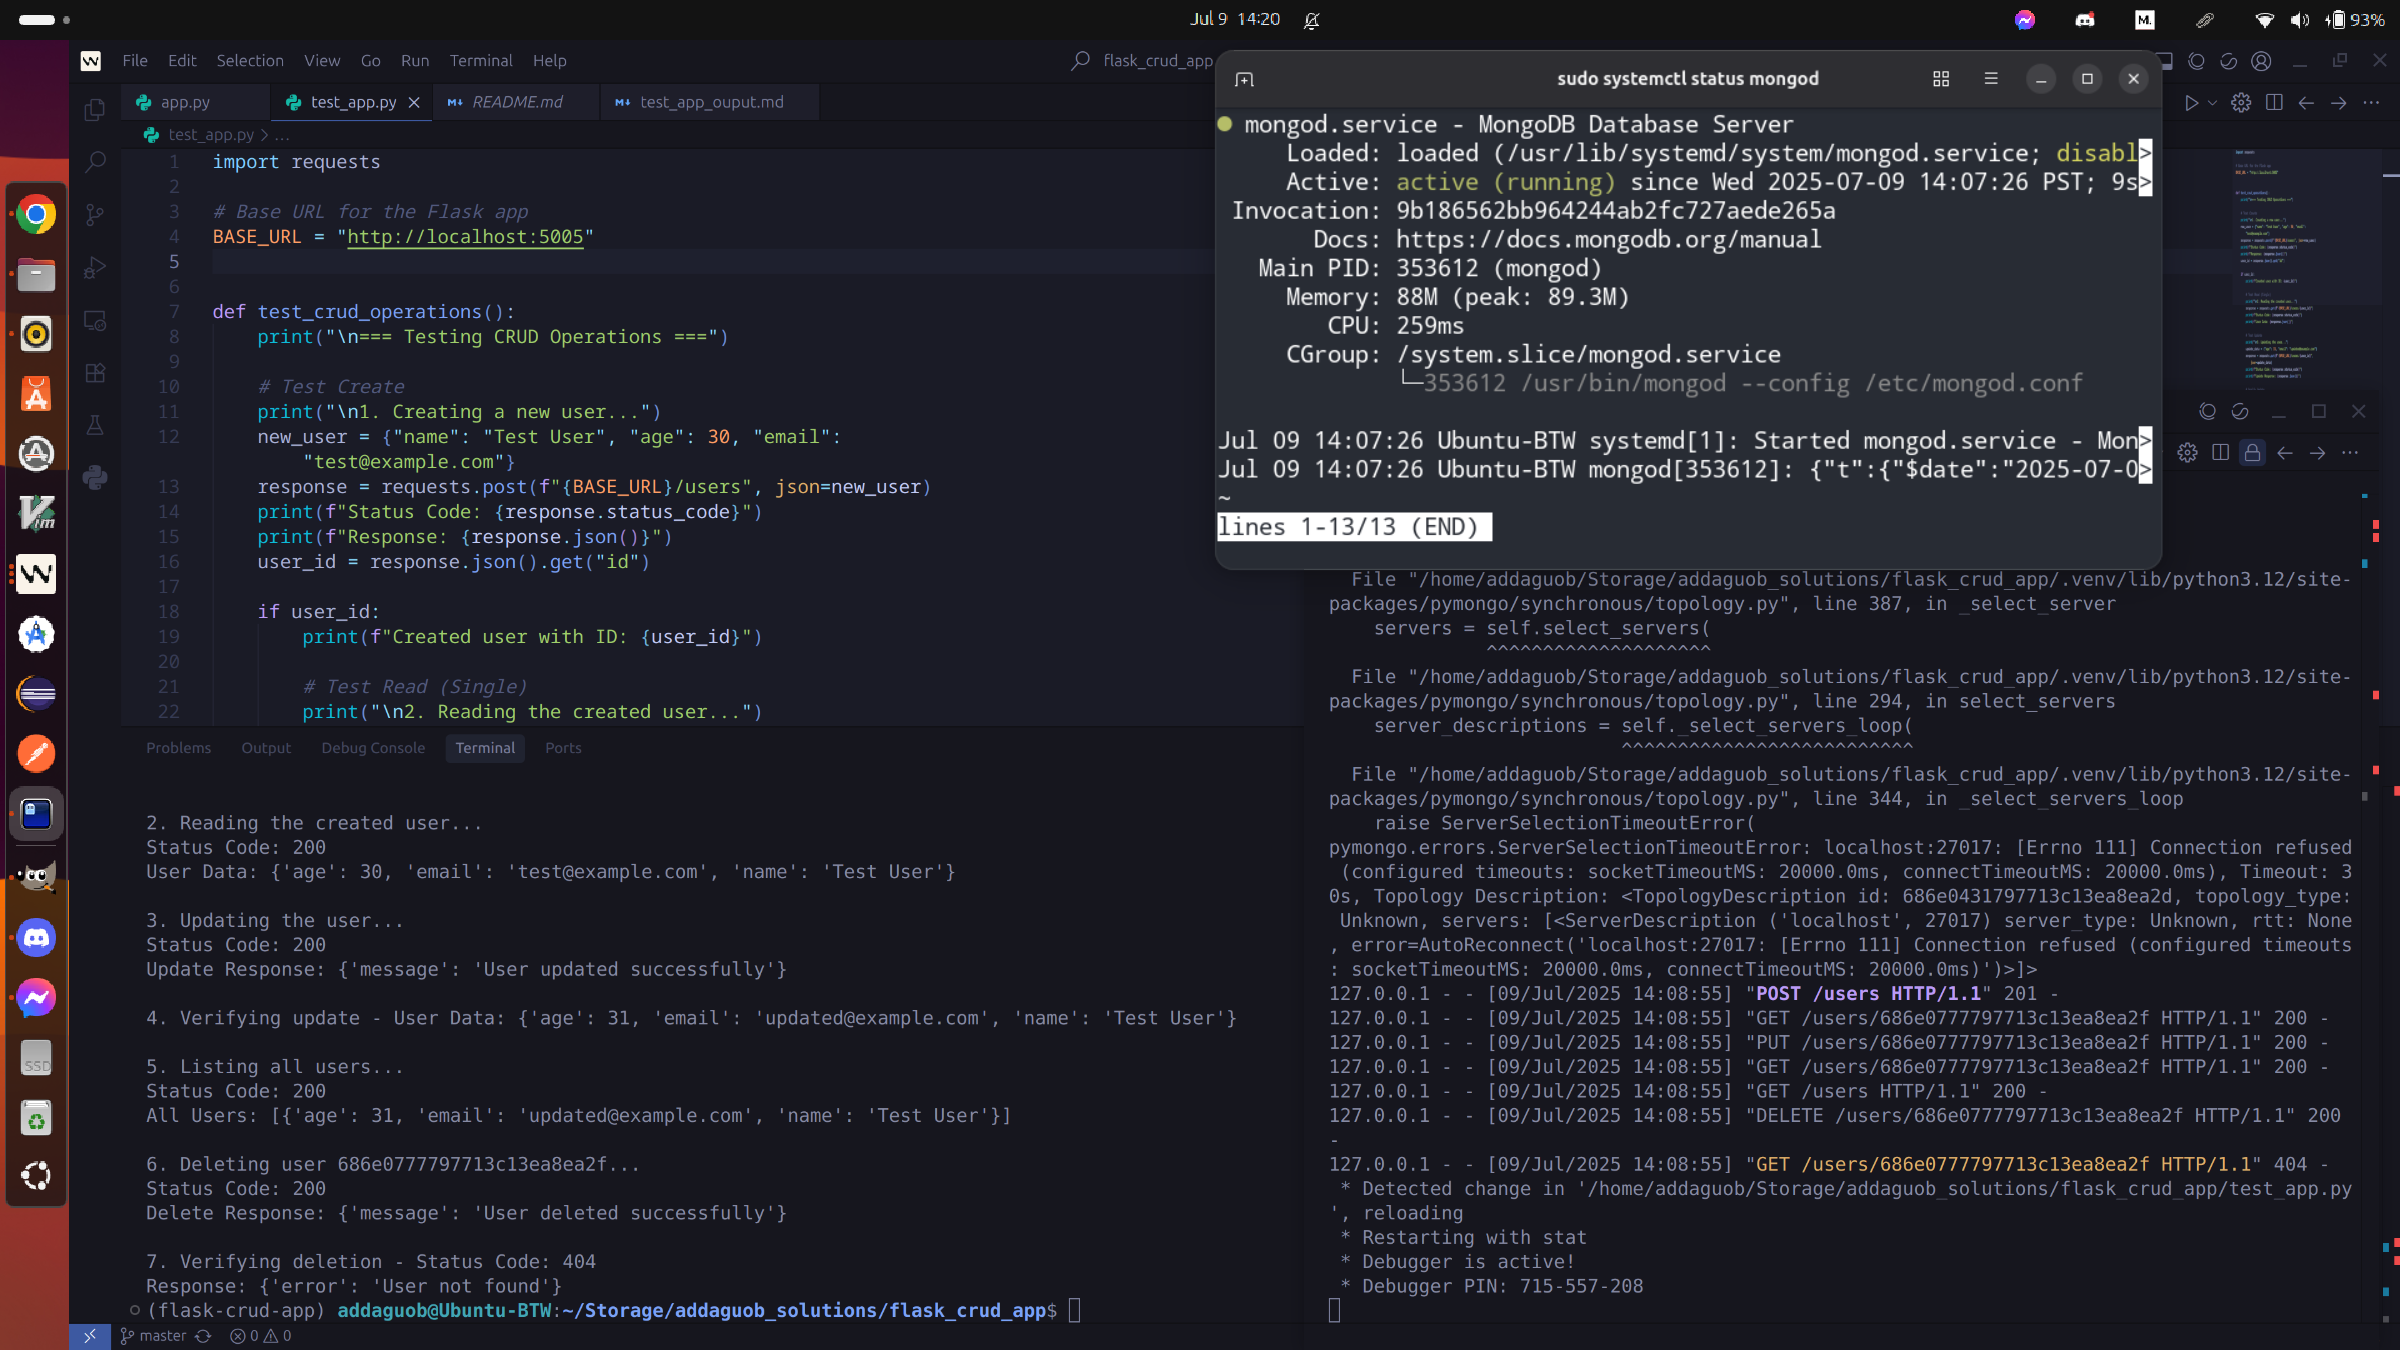 Jul 9 14:20
93%
File Edit Selection View Go Run Terminal Help
flask_crud_app
app.py
test_app.py
README.md
test_app_ouput.md
test_app.py > ...
1 import requests
2
3 # Base URL for the Flask app
4 BASE_URL = "http://localhost:5005"
5
6
7 def test_crud_operations():
8 print("\n=== Testing CRUD Operations ===")
9
10 # Test Create
11 print("\n1. Creating a new user...")
12 new_user = {"name": "Test User", "age": 30, "email":
"test@example.com"}
13 response = requests.post(f"{BASE_URL}/users", json=new_user)
14 print(f"Status Code: {response.status_code}")
15 print(f"Response: {response.json()}")
16 user_id = response.json().get("id")
17
18 if user_id:
19 print(f"Created user with ID: {user_id}")
20
21 # Test Read (Single)
22 print("\n2. Reading the created user...")
Problems Output Debug Console Terminal Ports
2. Reading the created user...
Status Code: 200
User Data: {'age': 30, 'email': 'test@example.com', 'name': 'Test User'}
3. Updating the user...
Status Code: 200
Update Response: {'message': 'User updated successfully'}
4. Verifying update - User Data: {'age': 31, 'email': 'updated@example.com', 'name': 'Test User'}
5. Listing all users...
Status Code: 200
All Users: [{'age': 31, 'email': 'updated@example.com', 'name': 'Test User'}]
6. Deleting user 686e0777797713c13ea8ea2f...
Status Code: 200
Delete Response: {'message': 'User deleted successfully'}
7. Verifying deletion - Status Code: 404
Response: {'error': 'User not found'}
(flask-crud-app) addaguob@Ubuntu-BTW:~/Storage/addaguob_solutions/flask_crud_app$
master 0 0
SSD
sudo systemctl status mongod
mongod.service - MongoDB Database Server
Loaded: loaded (/usr/lib/systemd/system/mongod.service; disabl>
Active: active (running) since Wed 2025-07-09 14:07:26 PST; 9s>
Invocation: 9b186562bb964244ab2fc727aede265a
Docs: https://docs.mongodb.org/manual
Main PID: 353612 (mongod)
Memory: 88M (peak: 89.3M)
CPU: 259ms
CGroup: /system.slice/mongod.service
└─353612 /usr/bin/mongod --config /etc/mongod.conf
Jul 09 14:07:26 Ubuntu-BTW systemd[1]: Started mongod.service - Mon>
Jul 09 14:07:26 Ubuntu-BTW mongod[353612]: {"t":{"$date":"2025-07-0>
~
lines 1-13/13 (END)
File "/home/addaguob/Storage/addaguob_solutions/flask_crud_app/.venv/lib/python3.12/site-
packages/pymongo/synchronous/topology.py", line 387, in _select_server
servers = self.select_servers(
^^^^^^^^^^^^^^^^^^^^
File "/home/addaguob/Storage/addaguob_solutions/flask_crud_app/.venv/lib/python3.12/site-
packages/pymongo/synchronous/topology.py", line 294, in select_servers
server_descriptions = self._select_servers_loop(
^^^^^^^^^^^^^^^^^^^^^^^^^^
File "/home/addaguob/Storage/addaguob_solutions/flask_crud_app/.venv/lib/python3.12/site-
packages/pymongo/synchronous/topology.py", line 344, in _select_servers_loop
raise ServerSelectionTimeoutError(
pymongo.errors.ServerSelectionTimeoutError: localhost:27017: [Errno 111] Connection refused
(configured timeouts: socketTimeoutMS: 20000.0ms, connectTimeoutMS: 20000.0ms), Timeout: 3
0s, Topology Description: <TopologyDescription id: 686e0431797713c13ea8ea2d, topology_type:
Unknown, servers: [<ServerDescription ('localhost', 27017) server_type: Unknown, rtt: None
, error=AutoReconnect('localhost:27017: [Errno 111] Connection refused (configured timeouts
: socketTimeoutMS: 20000.0ms, connectTimeoutMS: 20000.0ms)')>]>
127.0.0.1 - - [09/Jul/2025 14:08:55] "POST /users HTTP/1.1" 201 -
127.0.0.1 - - [09/Jul/2025 14:08:55] "GET /users/686e0777797713c13ea8ea2f HTTP/1.1" 200 -
127.0.0.1 - - [09/Jul/2025 14:08:55] "PUT /users/686e0777797713c13ea8ea2f HTTP/1.1" 200 -
127.0.0.1 - - [09/Jul/2025 14:08:55] "GET /users/686e0777797713c13ea8ea2f HTTP/1.1" 200 -
127.0.0.1 - - [09/Jul/2025 14:08:55] "GET /users HTTP/1.1" 200 -
127.0.0.1 - - [09/Jul/2025 14:08:55] "DELETE /users/686e0777797713c13ea8ea2f HTTP/1.1" 200
-
127.0.0.1 - - [09/Jul/2025 14:08:55] "GET /users/686e0777797713c13ea8ea2f HTTP/1.1" 404 -
* Detected change in '/home/addaguob/Storage/addaguob_solutions/flask_crud_app/test_app.py
', reloading
* Restarting with stat
* Debugger is active!
* Debugger PIN: 715-557-208